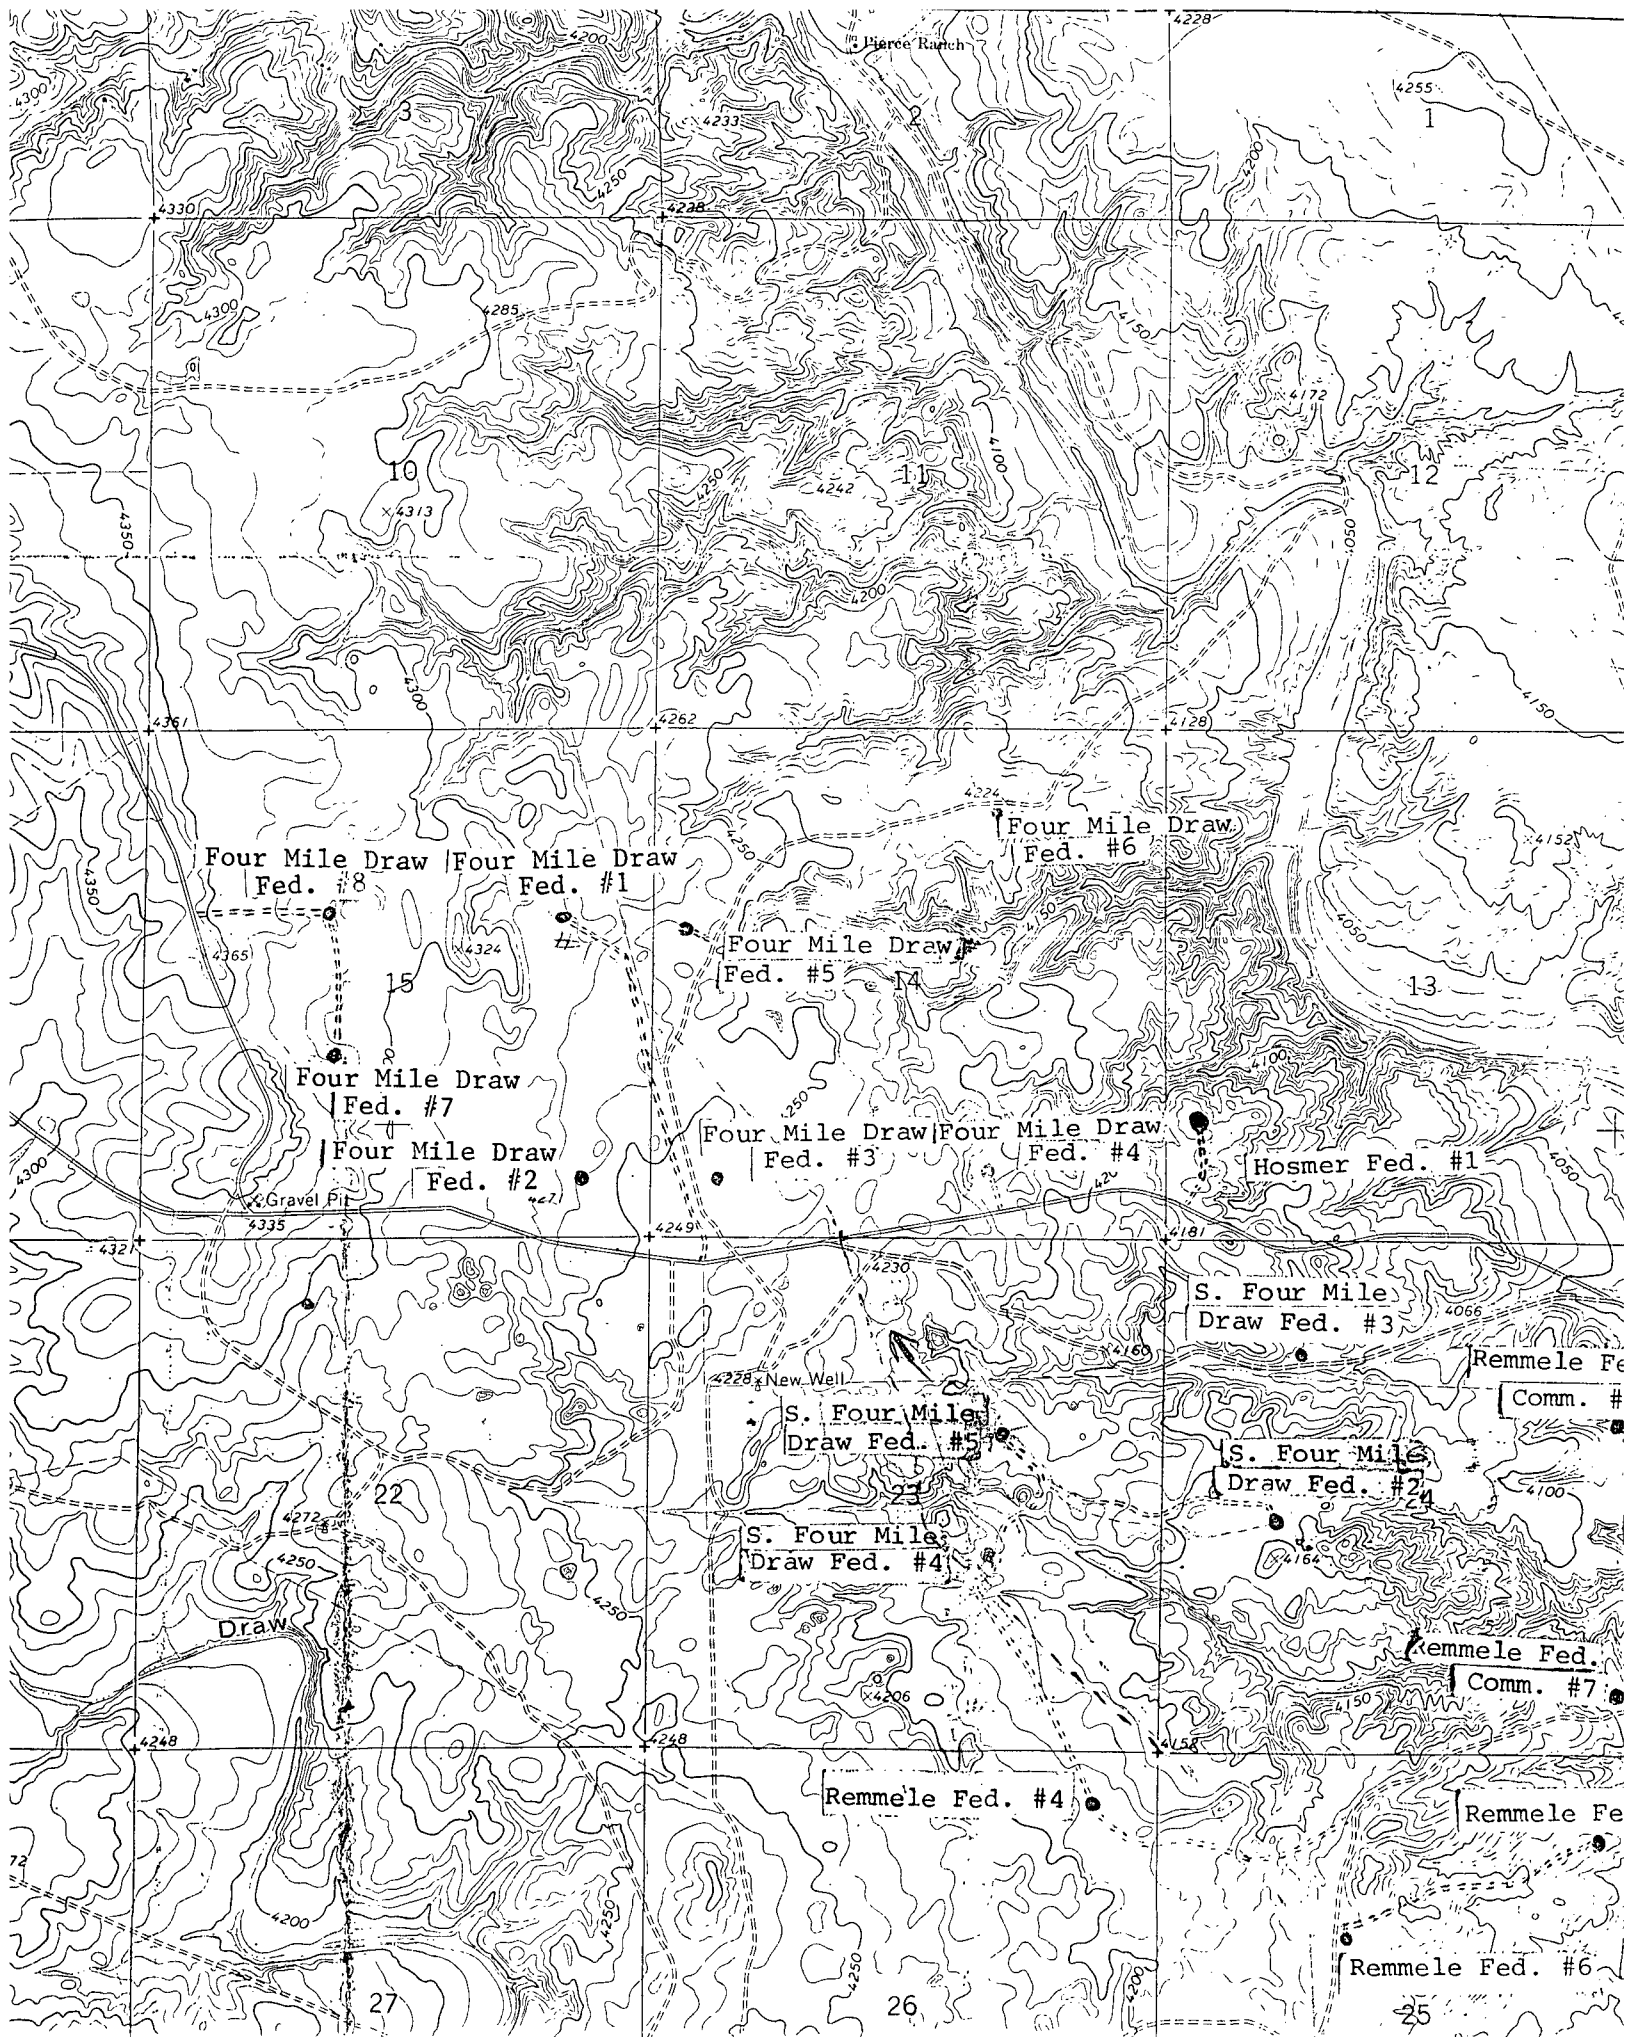 4228
Pierce Ranch
4200
4300
4255
3
2
1
4233
4200
4250
4330
4238
4300
4285
4150
4172
4100
10
4250
4242
11
12
4313
4350
4200
4300
4150
4361
4262
4128
4224
Four Mile Draw
Fed. #6
4250
4152
Four Mile Draw
Fed. #8
Four Mile Draw
Fed. #1
4350
4150
4050
4365
4324
Four Mile Draw
Fed. #5
15
14
13
4100
Four Mile Draw
Fed. #7
Four Mile Draw
Fed. #3
Four Mile Draw
Fed. #4
4300
Four Mile Draw
Fed. #2
Hosmer Fed. #1
4050
Gravel Pit
4335
4321
4249
4181
4230
S. Four Mile
Draw Fed. #3
4066
Remmele Fe
Comm. #
4228
New Well
S. Four Mile
Draw Fed. #5
S. Four Mile
Draw Fed. #2
22
23
24
4100
4272
S. Four Mile
Draw Fed. #4
4164
4250
4250
Draw
Remmele Fed.
Comm. #7
4206
4150
4248
4248
4158
Remmele Fed. #4
Remmele Fe
72
4200
4250
4250
4200
Remmele Fed. #6
27
26
25